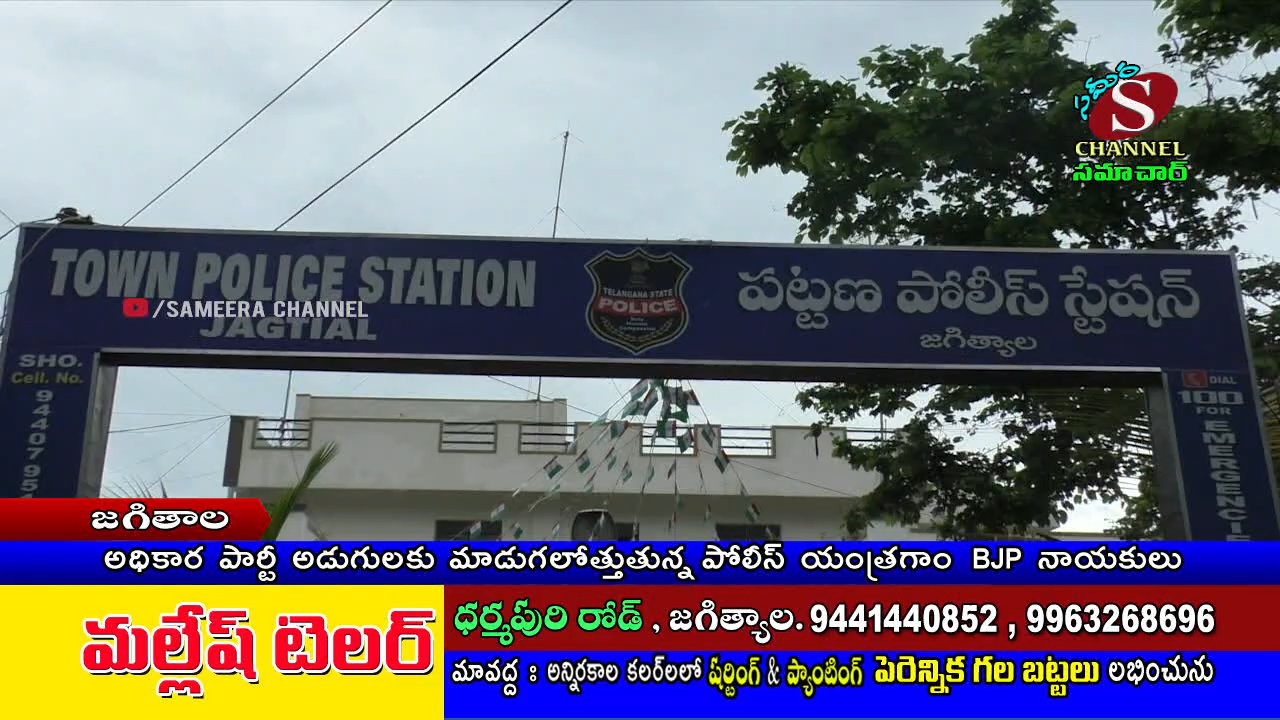 S
CHANNEL
సమాచార్
TOWN POLICE STATION
JAGTIAL
/SAMEERA CHANNEL
TELANGANA STATE
POLICE
పట్టణ పోలీస్ స్టేషన్
జగిత్యాల
SHO.
Cell. No.
DIAL
100
FOR
జగితాల
అధికార పార్టీ అడుగులకు మాడుగలోత్తుతున్న పోలీస్ యంత్రగాం BJP నాయకులు
మల్లేష్ టెలర్
ధర్మపురి రోడ్ , జగిత్యాల. 9441440852 , 9963268696
మావద్ద : అన్నిరకాల కలర్‌లలో షర్టింగ్ & ప్యాంటింగ్ పెరెన్నిక గల బట్టలు లభించును